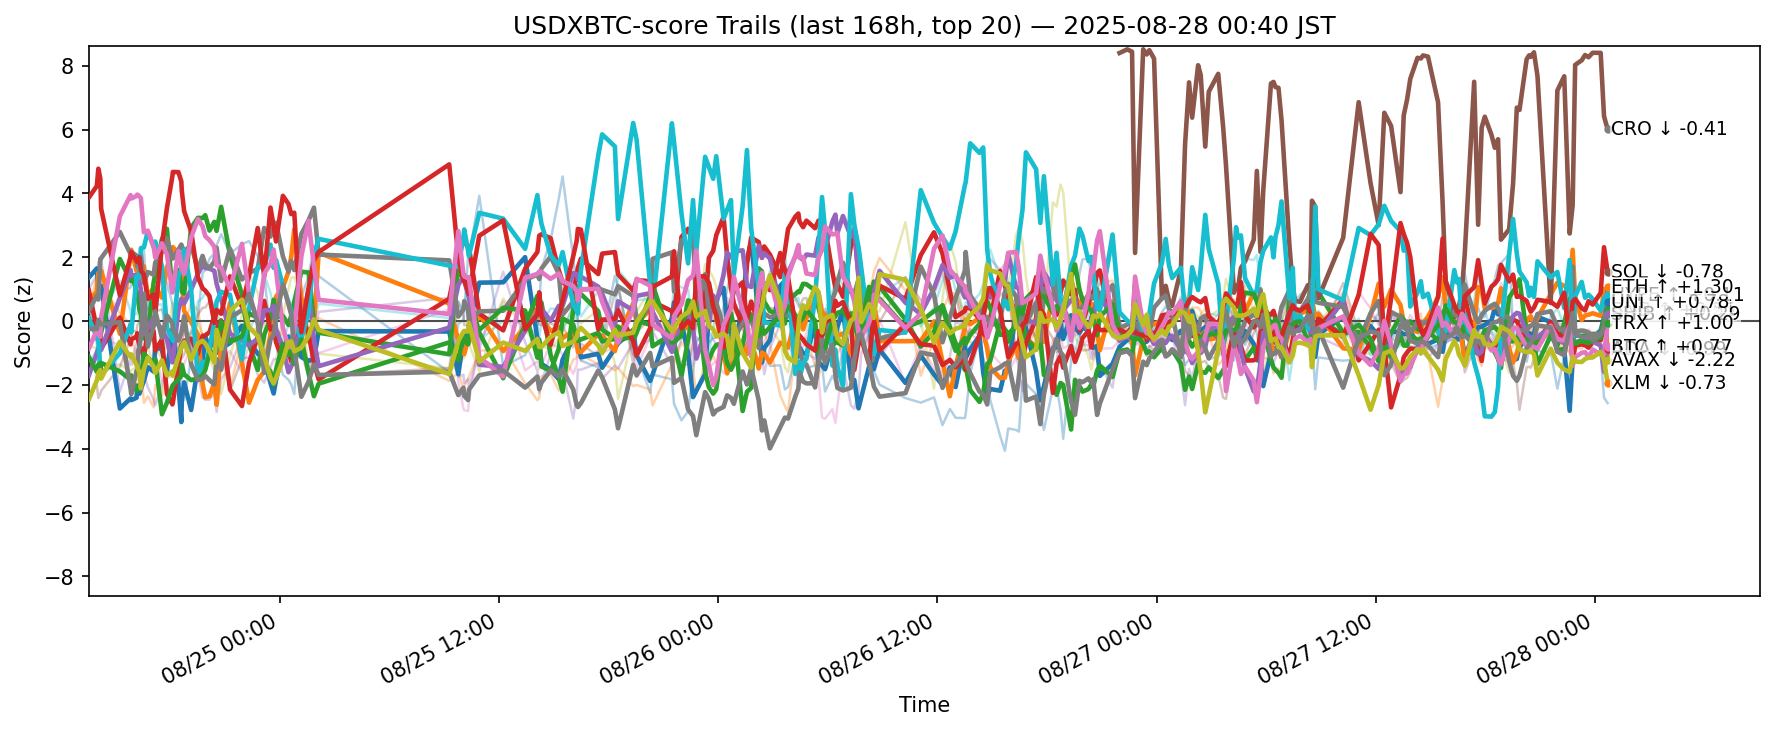 USDXBTC-score Trails (last 168h, top 20) — 2025-08-28 00:40 JST
Score (z)
8
6
4
2
0
−2
−4
−6
−8
CRO ↓ -0.41
SOL ↓ -0.78
ETH ↑ +1.30
UNI ↑ +0.78
TRX ↑ +1.00
AVAX ↓ -2.22
XLM ↓ -0.73
08/25 00:00
08/25 12:00
08/26 00:00
08/26 12:00
08/27 00:00
08/27 12:00
08/28 00:00
Time